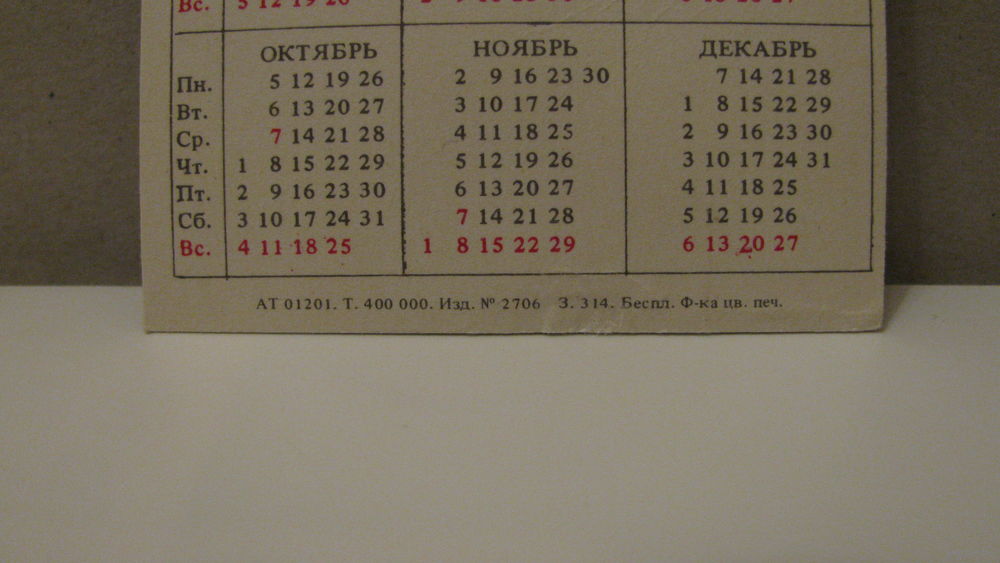 Вс. 5 12 19 26
ОКТЯБРЬ НОЯБРЬ ДЕКАБРЬ
Пн. 5 12 19 26 2 9 16 23 30 7 14 21 28
Вт. 6 13 20 27 3 10 17 24 1 8 15 22 29
Ср. 7 14 21 28 4 11 18 25 2 9 16 23 30
Чт. 1 8 15 22 29 5 12 19 26 3 10 17 24 31
Пт. 2 9 16 23 30 6 13 20 27 4 11 18 25
Сб. 3 10 17 24 31 7 14 21 28 5 12 19 26
Вс. 4 11 18 25 1 8 15 22 29 6 13 20 27
АТ 01201. Т. 400 000. Изд. № 2706 З. 314. Беспл. Ф-ка цв. печ.